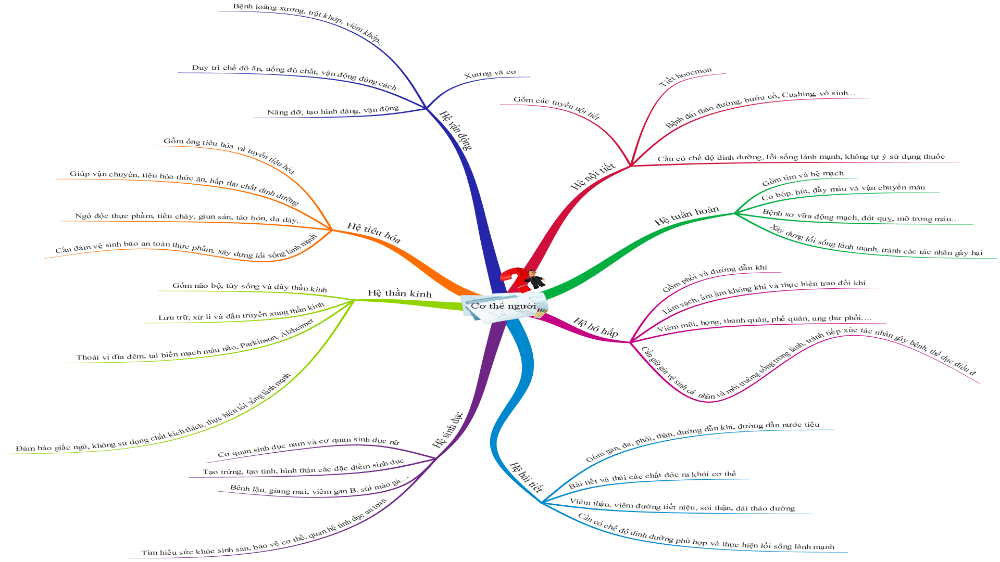 Cơ thể người
Hệ nội tiết
Gồm các tuyến nội tiết
Tiết hoocmon
Bệnh đái tháo đường, bướu cổ, Cushing, vô sinh...
Cần có chế độ dinh dưỡng, lỗi sống lành mạnh, không tự ý sử dụng thuốc
Hệ tuần hoàn
Gồm tim và hệ mạch
Co bóp, hút, đẩy máu và vận chuyển máu
Bệnh xơ vữa động mạch, đột quỵ, mỡ trong máu...
Xây dưng lối sống lành mạnh, tránh các tác nhân gây hại
Hệ hô hấp
Gồm phổi và đường dẫn khí
Làm sạch, ấm ầm không khí và thực hiện trao đổi khí
Viêm mũi, họng, thanh quản, phế quản, ung thư phổi....
Cần giữ gin vệ sinh cá nhân và môi trường sống trong lành, tránh tiếp xúc tác nhân gây bệnh, thể dục điều đ
Hệ bài tiết
Gồm gan, da, phổi, thận, đường dẫn khí, đường dẫn nước tiểu
Bài tiết và thải các chất độc ra khỏi cơ thể
Viêm thận, viêm đường tiết niệu, sỏi thận, đái tháo đường
Cần có chế độ dinh dưỡng phù hợp và thực hiện lối sống lành mạnh
Hệ vận động
Xương và cơ
Bệnh loãng xương, trật khớp, viêm khớp...
Duy trì chế độ ăn, uống đủ chất, vận động đúng cách
Nâng đỡ, tạo hình dáng, vận động
Hệ tiêu hóa
Gồm ống tiêu hóa và tuyến tiêu hóa
Giúp vận chuyển, tiêu hóa thức ăn, hấp thụ chất dinh dưỡng
Ngộ độc thực phẩm, tiêu chảy, giun sán, táo bón, dạ dày...
Cần đảm vệ sinh bảo an toàn thực phẩm, xây dựng lối sống lành mạnh
Hệ thần kinh
Gồm não bộ, tủy sống và dây thần kinh
Lưu trữ, xử lí và dẫn truyền xung thần kinh
Thoái vị đĩa đêm, tai biến mạch máu não, Parkinson, Alzheimer
Đảm bảo giấc ngủ, không sử dụng chất kích thích, thực hiện lối sống lành mạnh
Hệ sinh dục
Cơ quan sinh dục nam và cơ quan sinh dục nữ
Tạo trứng, tạo tinh, hình thàn các đặc điểm sinh dục
Bênh lậu, giang mai, viêm gan B, sùi mào gà....
Tìm hiểu sức khỏe sinh sản, bảo vệ cơ thể, quan hệ tình dục an toàn